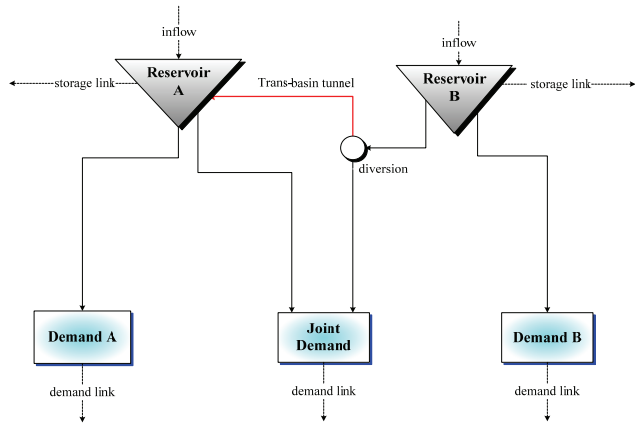 inflow
inflow
Reservoir
A
Reservoir
B
storage link
Trans-basin tunnel
storage link
diversion
Demand A
Joint
Demand
Demand B
demand link
demand link
demand link